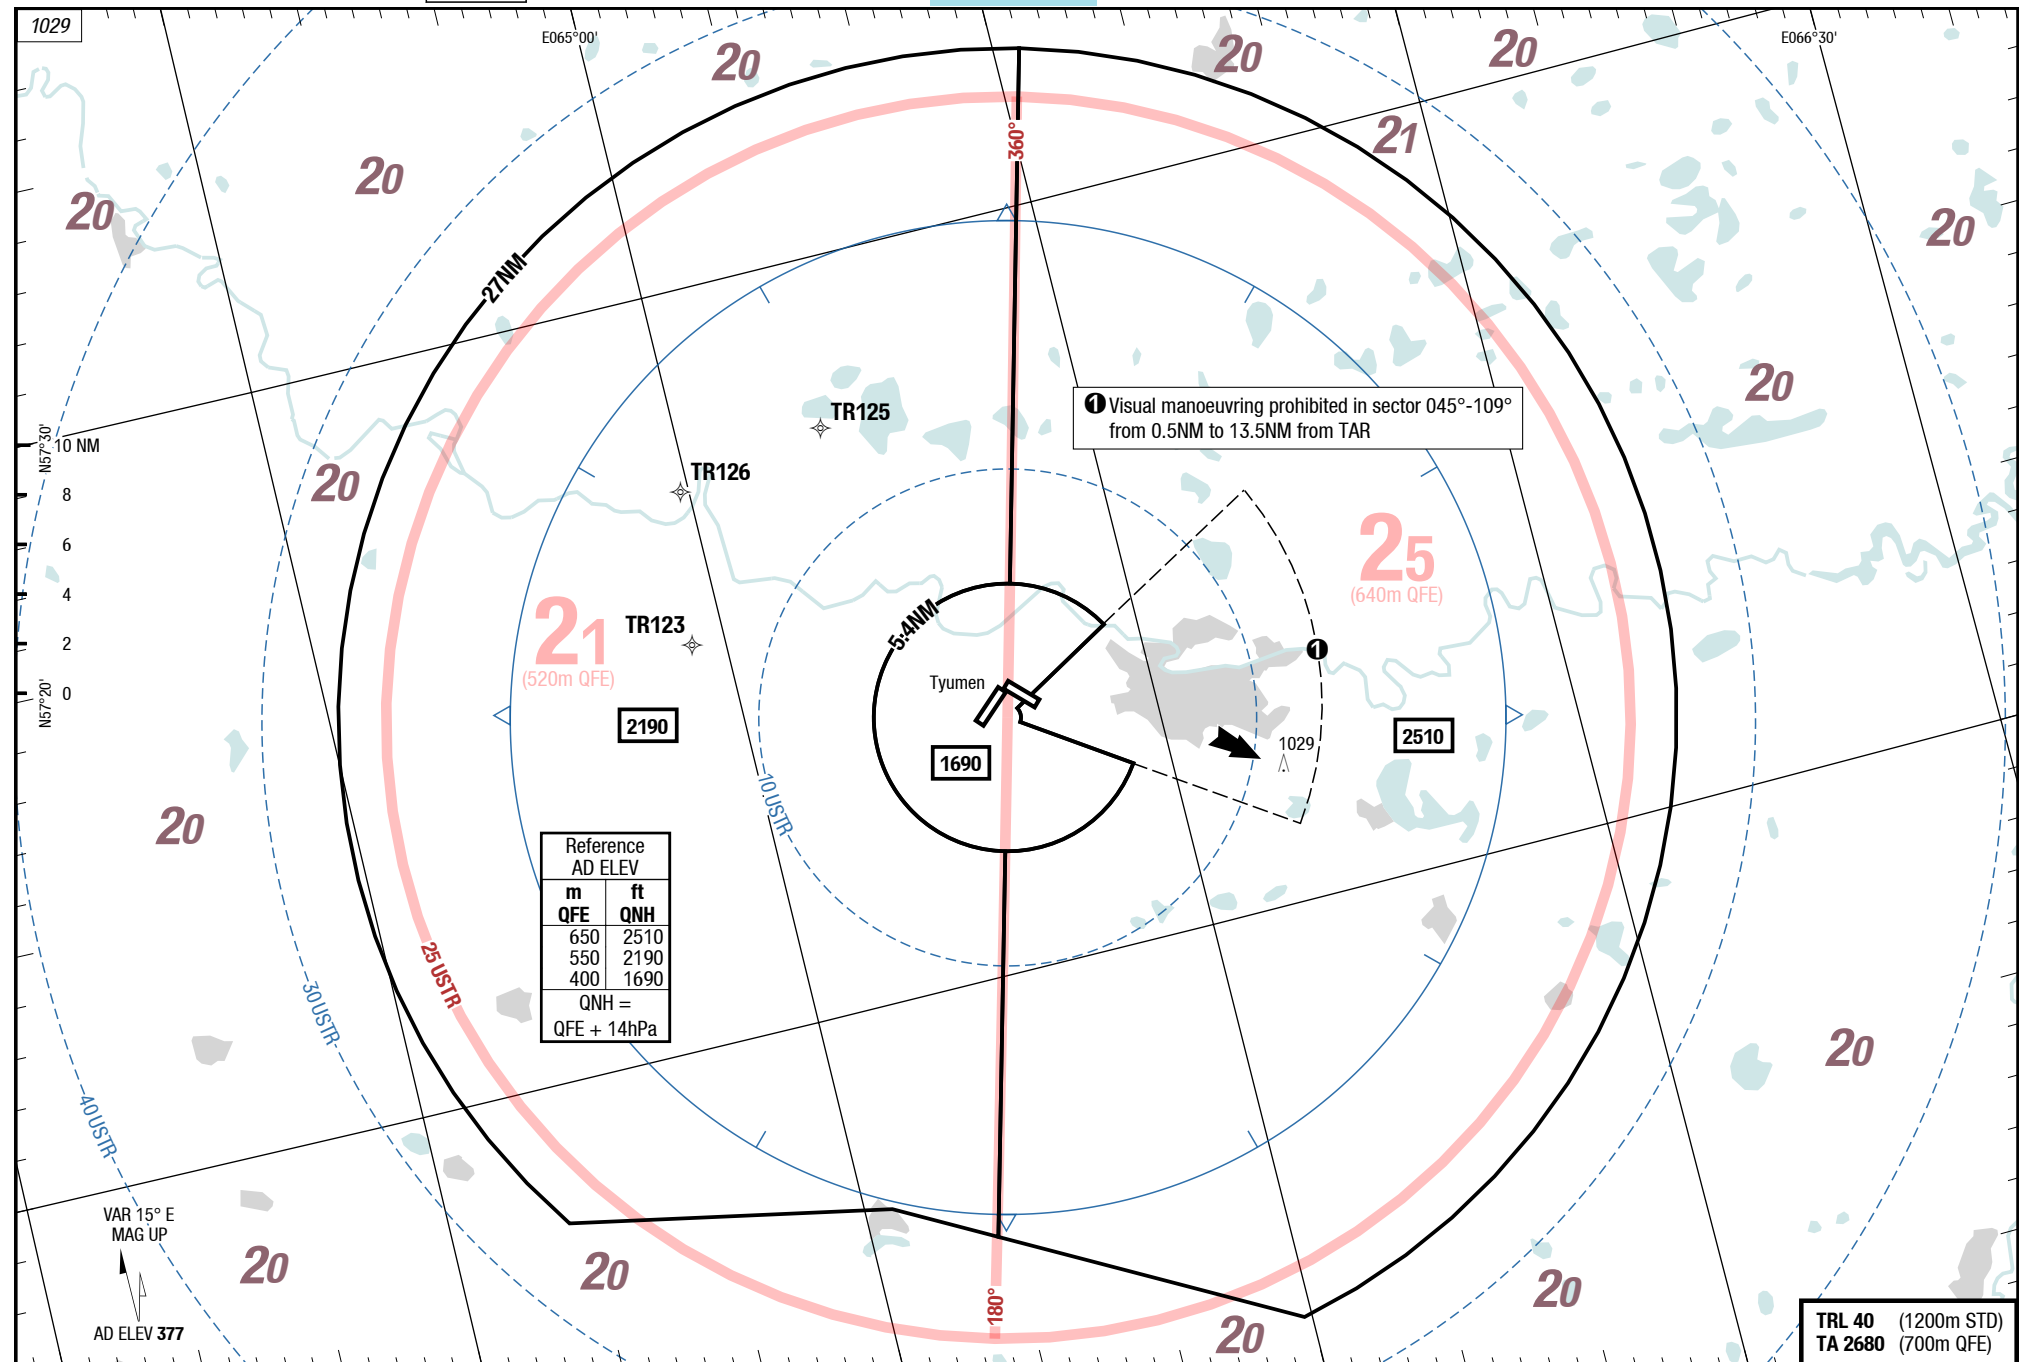 1029
E065°00'
E066°30'
20
20
20
21
20
20
20
360°
27NM
20
TR125
❶ Visual manoeuvring prohibited in sector 045°-109°
from 0.5NM to 13.5NM from TAR
N57°30'
10 NM
8
6
4
2
0
N57°20'
20
TR126
25
(640m QFE)
21
(520m QFE)
TR123
5.4NM
1
Tyumen
2190
1690
2510
1029
20
10 USTR
Reference
AD ELEV
m ft
QFE QNH
650 2510
550 2190
400 1690
QNH =
QFE + 14hPa
25 USTR
30 USTR
40 USTR
20
VAR 15° E
MAG UP
AD ELEV 377
20
20
180°
20
20
TRL 40 (1200m STD)
TA 2680 (700m QFE)